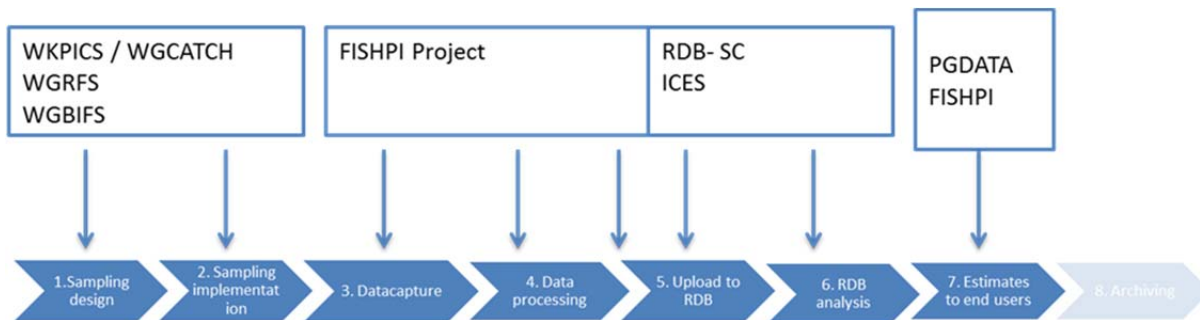 WKPICS / WGCATCH
WGRFS
WGBIFS
FISHPI Project
RDB- SC
ICES
PGDATA
FISHPI
1.Sampling
design
2. Sampling
implementat
ion
3. Datacapture
4. Data
processing
5. Upload to
RDB
6. RDB
analysis
7. Estimates
to end users
8. Archiving